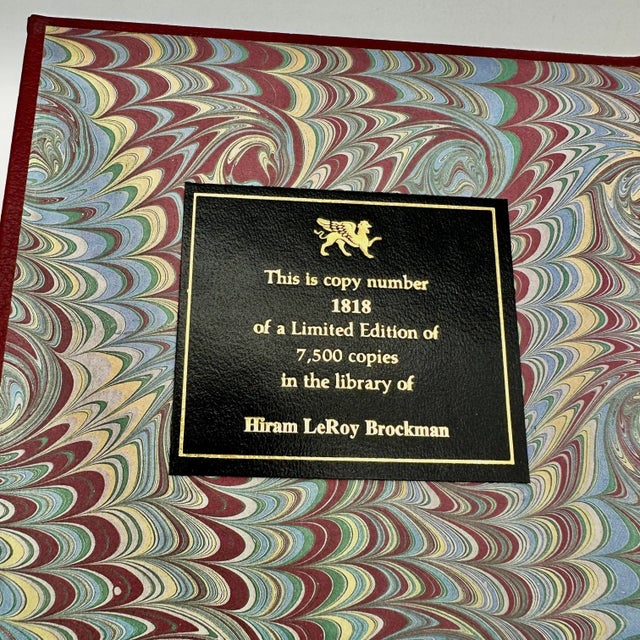 This is copy number
1818
of a Limited Edition of
7,500 copies
in the library of
Hiram LeRoy Brockman